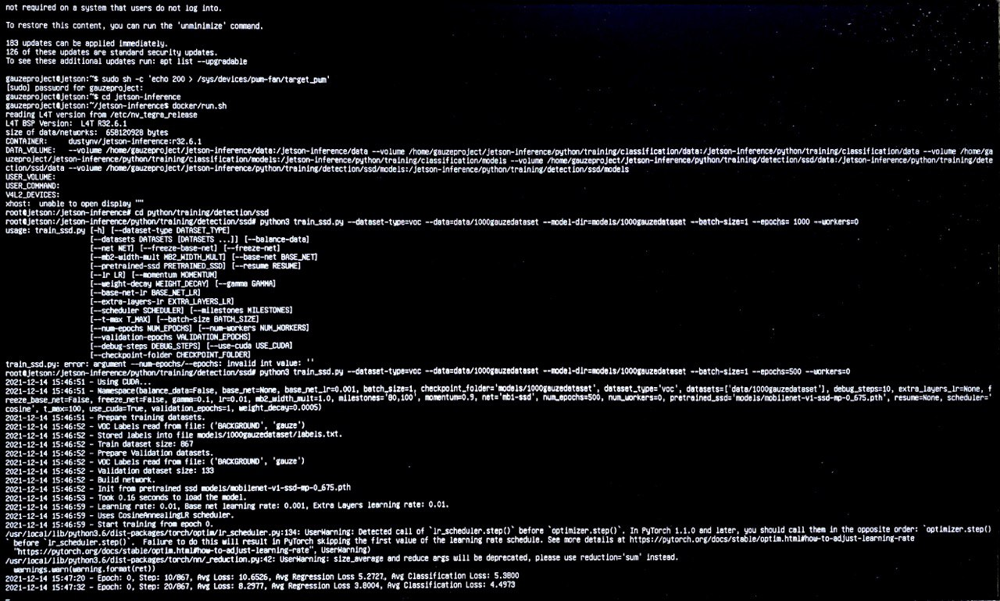 not required on a system that users do not log into.
To restore this content, you can run the 'unminimize' command.
183 updates can be applied immediately.
126 of these updates are standard security updates.
To see these additional updates run: apt list --upgradable
gauzeproject@jetson:~$ sudo sh -c 'echo 200 > /sys/devices/pwm-fan/target_pwm'
[sudo] password for gauzeproject:
gauzeproject@jetson:~$ cd jetson-inference
gauzeproject@jetson:~/jetson-inference$ docker/run.sh
reading L4T version from /etc/nv_tegra_release
L4T BSP Version:  L4T R32.6.1
size of data/networks:  658120928 bytes
CONTAINER:     dustynv/jetson-inference:r32.6.1
DATA_VOLUME:   --volume /home/gauzeproject/jetson-inference/data:/jetson-inference/data --volume /home/gauzeproject/jetson-inference/python/training/classification/data:/jetson-inference/python/training/classification/data --volume /home/ga
uzeproject/jetson-inference/python/training/classification/models:/jetson-inference/python/training/classification/models --volume /home/gauzeproject/jetson-inference/python/training/detection/ssd/data:/jetson-inference/python/training/dete
ction/ssd/data --volume /home/gauzeproject/jetson-inference/python/training/detection/ssd/models:/jetson-inference/python/training/detection/ssd/models
USER_VOLUME:
USER_COMMAND:
V4L2_DEVICES:
xhost:  unable to open display ""
root@jetson:/jetson-inference# cd python/training/detection/ssd
root@jetson:/jetson-inference/python/training/detection/ssd# python3 train_ssd.py --dataset-type=voc --data=data/1000gauzedataset --model-dir=models/1000gauzedataset --batch-size=1 --epochs= 1000 --workers=0
usage: train_ssd.py [-h] [--dataset-type DATASET_TYPE]
[--datasets DATASETS [DATASETS ...]] [--balance-data]
[--net NET] [--freeze-base-net] [--freeze-net]
[--mb2-width-mult MB2_WIDTH_MULT] [--base-net BASE_NET]
[--pretrained-ssd PRETRAINED_SSD] [--resume RESUME]
[--lr LR] [--momentum MOMENTUM]
[--weight-decay WEIGHT_DECAY] [--gamma GAMMA]
[--base-net-lr BASE_NET_LR]
[--extra-layers-lr EXTRA_LAYERS_LR]
[--scheduler SCHEDULER] [--milestones MILESTONES]
[--t-max T_MAX] [--batch-size BATCH_SIZE]
[--num-epochs NUM_EPOCHS] [--num-workers NUM_WORKERS]
[--validation-epochs VALIDATION_EPOCHS]
[--debug-steps DEBUG_STEPS] [--use-cuda USE_CUDA]
[--checkpoint-folder CHECKPOINT_FOLDER]
train_ssd.py: error: argument --num-epochs/--epochs: invalid int value: ''
root@jetson:/jetson-inference/python/training/detection/ssd# python3 train_ssd.py --dataset-type=voc --data=data/1000gauzedataset --model-dir=models/1000gauzedataset --batch-size=1 --epochs=500 --workers=0
2021-12-14 15:46:51 - Using CUDA...
2021-12-14 15:46:51 - Namespace(balance_data=False, base_net=None, base_net_lr=0.001, batch_size=1, checkpoint_folder='models/1000gauzedataset', dataset_type='voc', datasets=['data/1000gauzedataset'], debug_steps=10, extra_layers_lr=None, f
reeze_base_net=False, freeze_net=False, gamma=0.1, lr=0.01, mb2_width_mult=1.0, milestones='80,100', momentum=0.9, net='mb1-ssd', num_epochs=500, num_workers=0, pretrained_ssd='models/mobilenet-v1-ssd-mp-0_675.pth', resume=None, scheduler='
cosine', t_max=100, use_cuda=True, validation_epochs=1, weight_decay=0.0005)
2021-12-14 15:46:51 - Prepare training datasets.
2021-12-14 15:46:52 - VOC Labels read from file: ('BACKGROUND', 'gauze')
2021-12-14 15:46:52 - Stored labels into file models/1000gauzedataset/labels.txt.
2021-12-14 15:46:52 - Train dataset size: 867
2021-12-14 15:46:52 - Prepare Validation datasets.
2021-12-14 15:46:52 - VOC Labels read from file: ('BACKGROUND', 'gauze')
2021-12-14 15:46:52 - Validation dataset size: 133
2021-12-14 15:46:52 - Build network.
2021-12-14 15:46:52 - Init from pretrained ssd models/mobilenet-v1-ssd-mp-0_675.pth
2021-12-14 15:46:53 - Took 0.16 seconds to load the model.
2021-12-14 15:46:59 - Learning rate: 0.01, Base net learning rate: 0.001, Extra Layers learning rate: 0.01.
2021-12-14 15:46:59 - Uses CosineAnnealingLR scheduler.
2021-12-14 15:46:59 - Start training from epoch 0.
/usr/local/lib/python3.6/dist-packages/torch/optim/lr_scheduler.py:134: UserWarning: Detected call of `lr_scheduler.step()` before `optimizer.step()`. In PyTorch 1.1.0 and later, you should call them in the opposite order: `optimizer.step()
` before `lr_scheduler.step()`.  Failure to do this will result in PyTorch skipping the first value of the learning rate schedule. See more details at https://pytorch.org/docs/stable/optim.html#how-to-adjust-learning-rate
"https://pytorch.org/docs/stable/optim.html#how-to-adjust-learning-rate", UserWarning)
/usr/local/lib/python3.6/dist-packages/torch/nn/_reduction.py:42: UserWarning: size_average and reduce args will be deprecated, please use reduction='sum' instead.
warnings.warn(warning.format(ret))
2021-12-14 15:47:20 - Epoch: 0, Step: 10/867, Avg Loss: 10.6526, Avg Regression Loss 5.2727, Avg Classification Loss: 5.3800
2021-12-14 15:47:32 - Epoch: 0, Step: 20/867, Avg Loss: 8.2977, Avg Regression Loss 3.8004, Avg Classification Loss: 4.4973